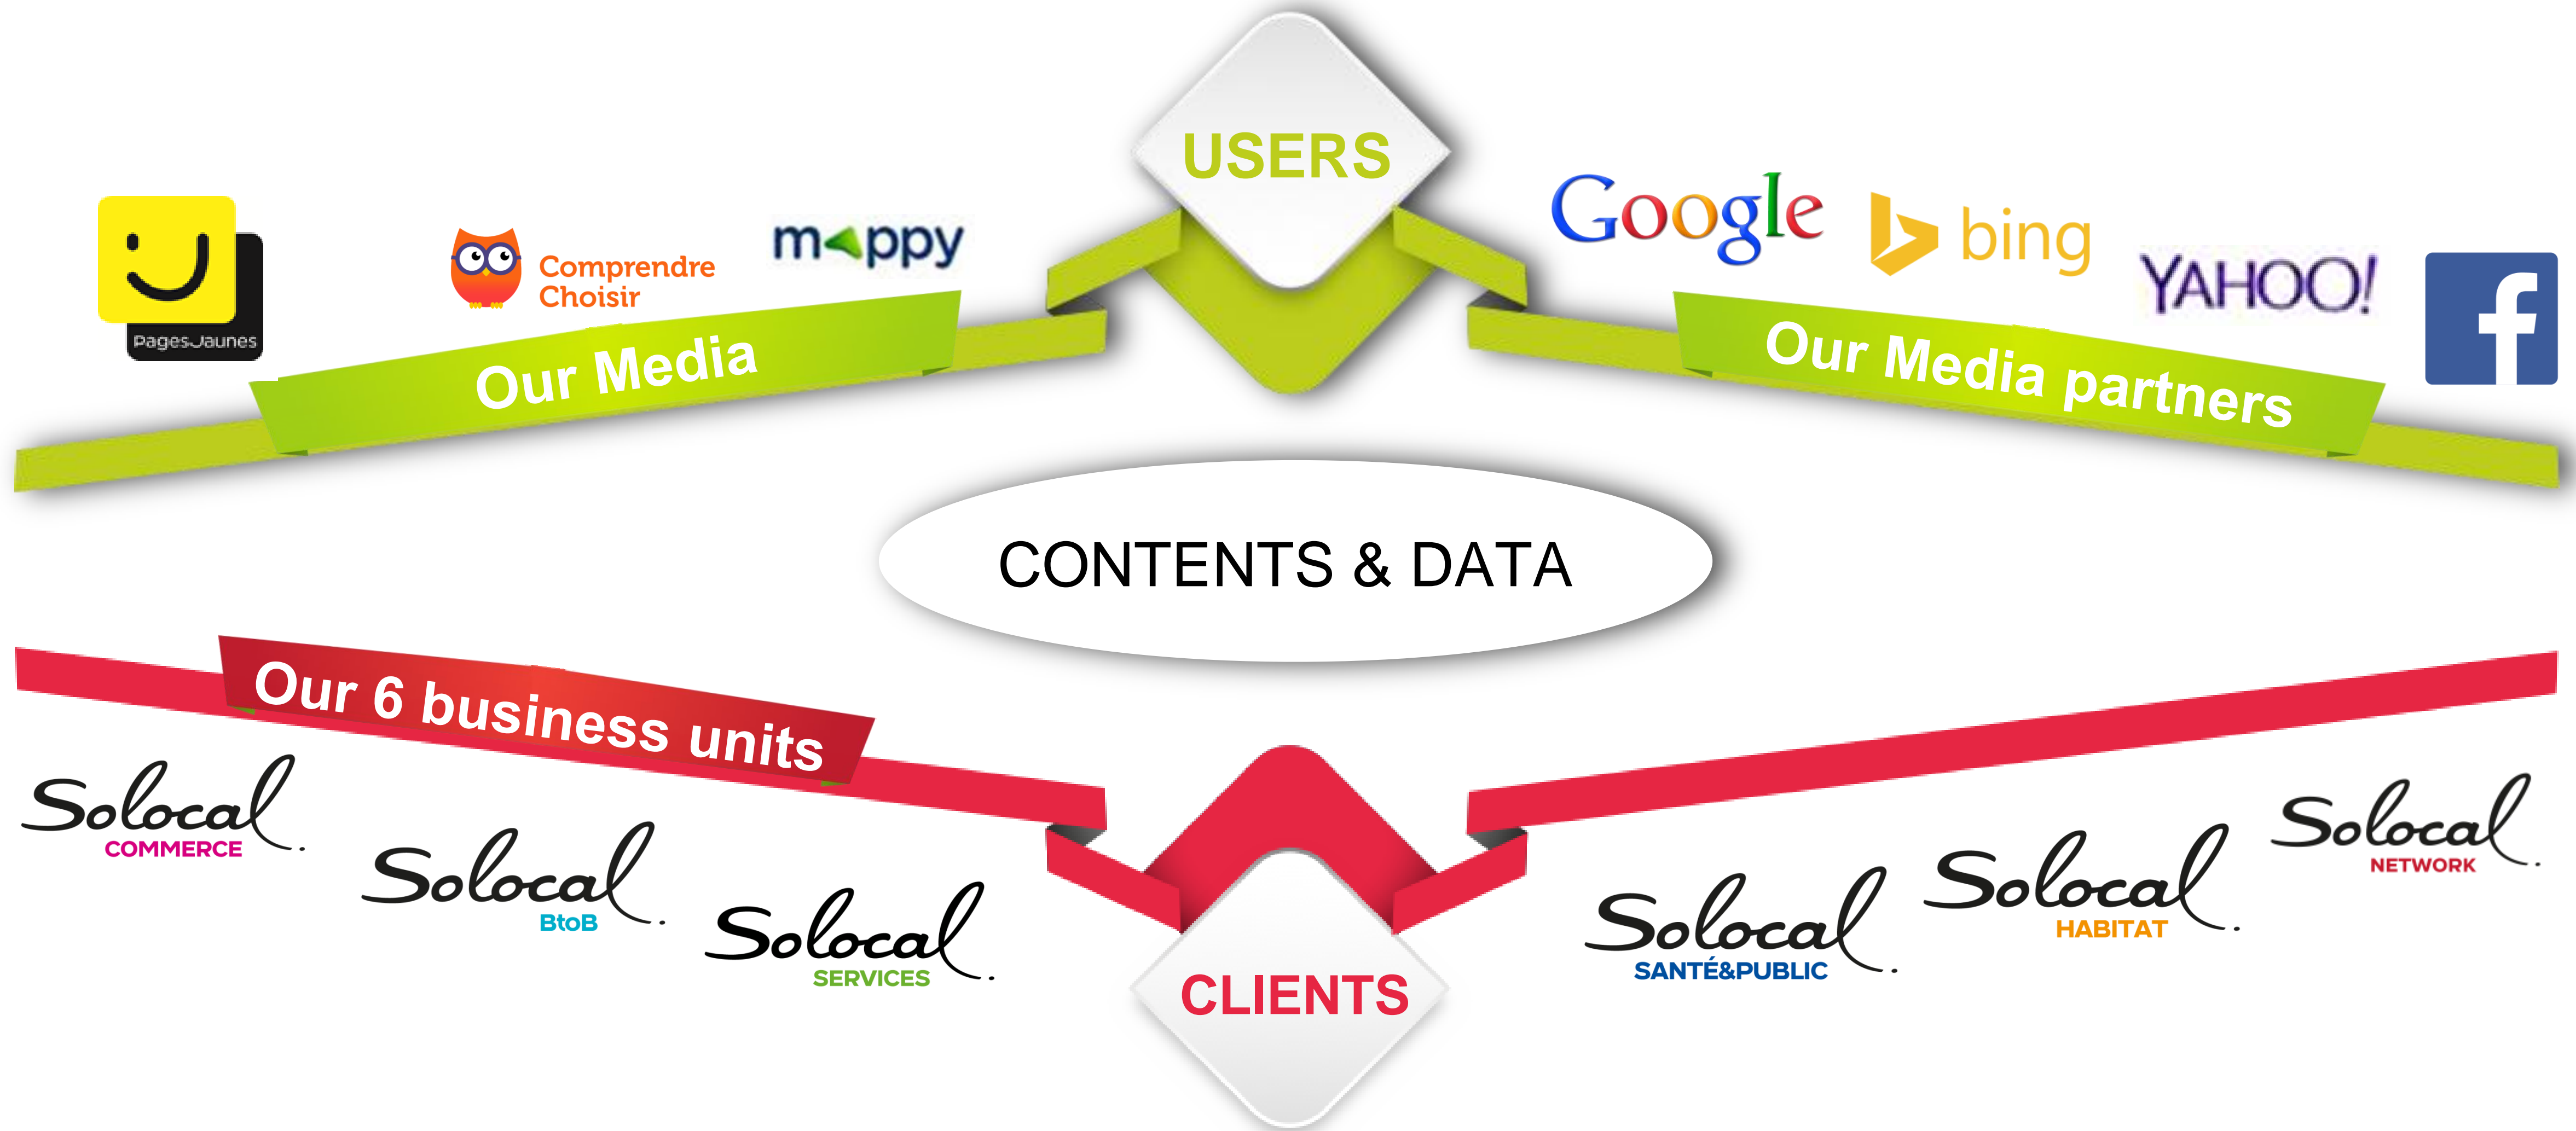 USERS
PagesJaunes
Comprendre
Choisir
mappy
Google
bing
YAHOO!
f
Our Media
Our Media partners
CONTENTS & DATA
Our 6 business units
Solocal
COMMERCE
Solocal
BtoB
Solocal
SERVICES
CLIENTS
Solocal
SANTÉ&PUBLIC
Solocal
HABITAT
Solocal
NETWORK